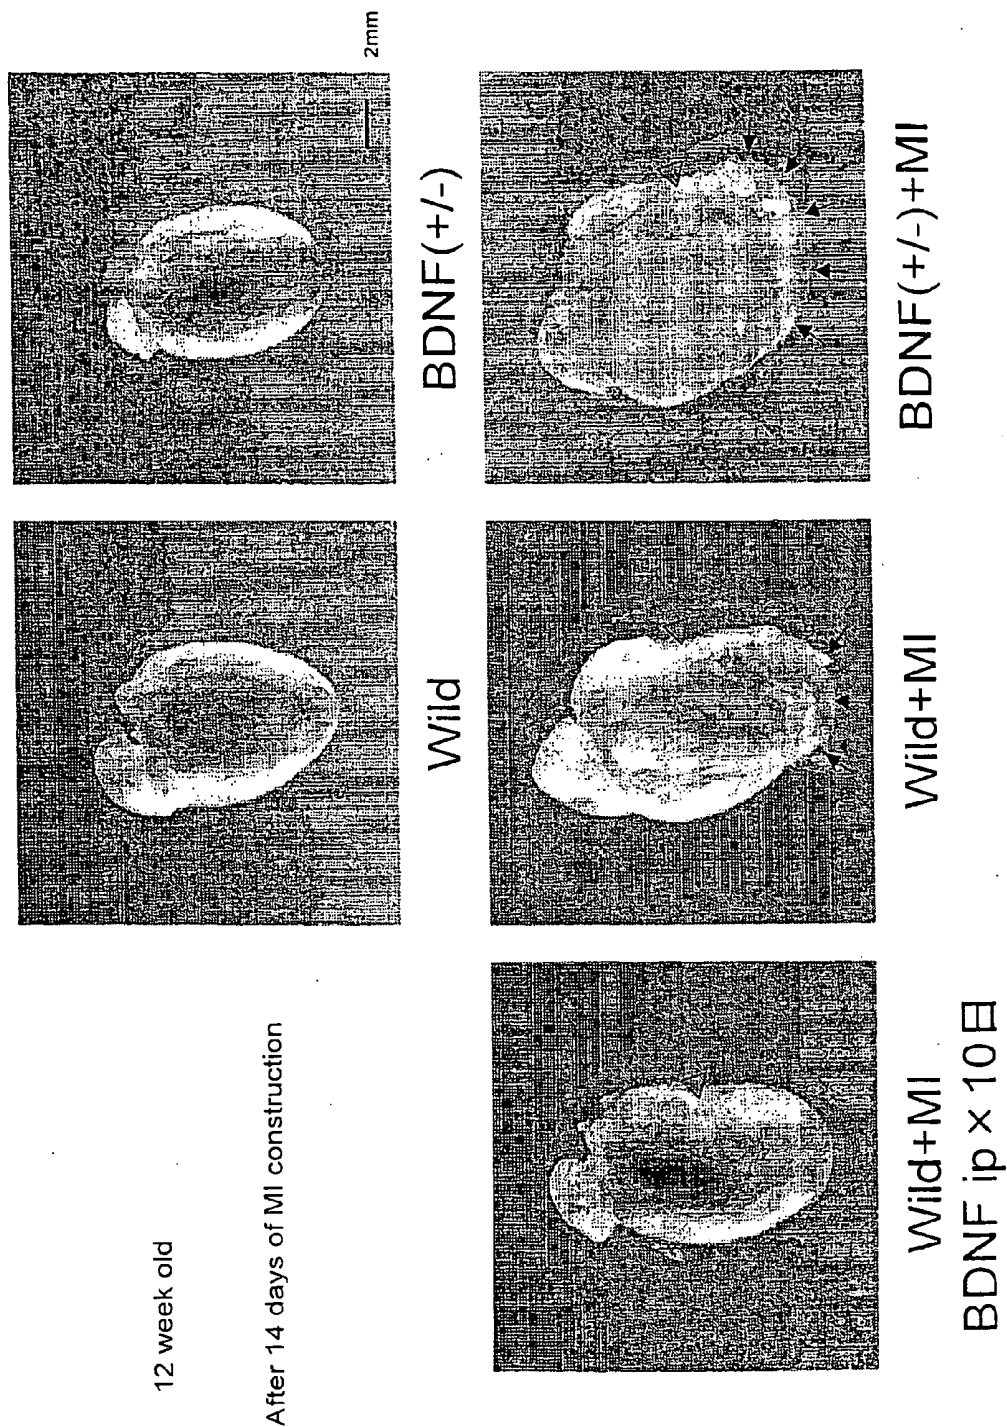 12 week old
After 14 days of MI construction
Wild
BDNF(+/-)
2mm
Wild+MI
BDNF ip × 10日
Wild+MI
BDNF(+/-)+MI